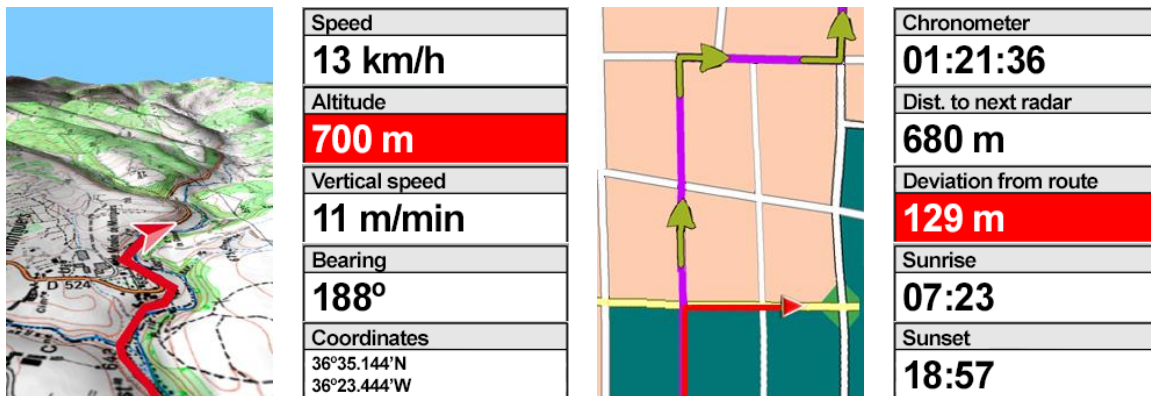 D 524
Speed
13 km/h
Altitude
700 m
Vertical speed
11 m/min
Bearing
188º
Coordinates
36º35.144’N
36º23.444’W
Chronometer
01:21:36
Dist. to next radar
680 m
Deviation from route
129 m
Sunrise
07:23
Sunset
18:57